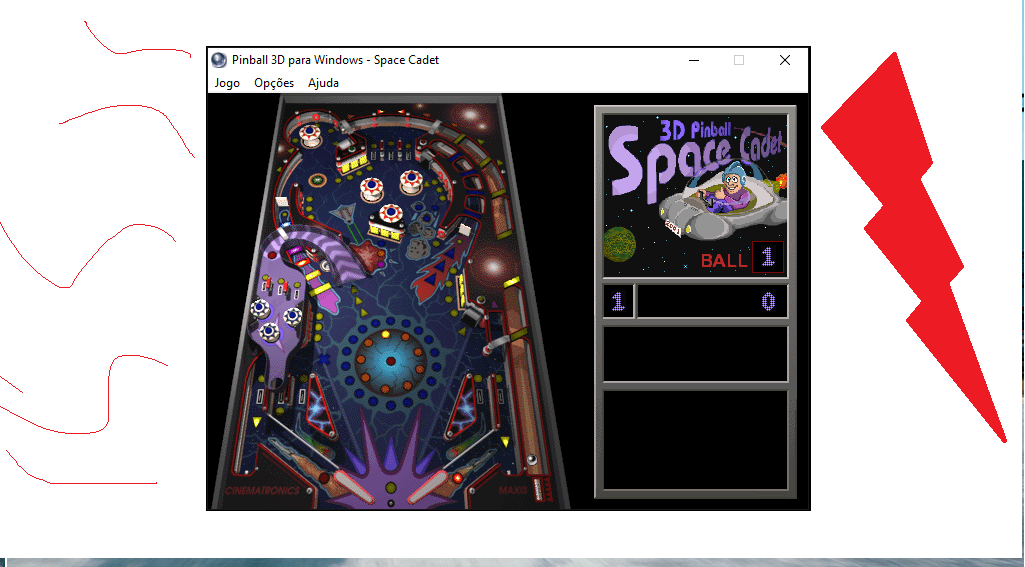 Pinball 3D para Windows - Space Cadet
Jogo Opções Ajuda
3D Pinball
Space Cadet
BALL 1
1 0
CINEMATRONICS
MAXIS